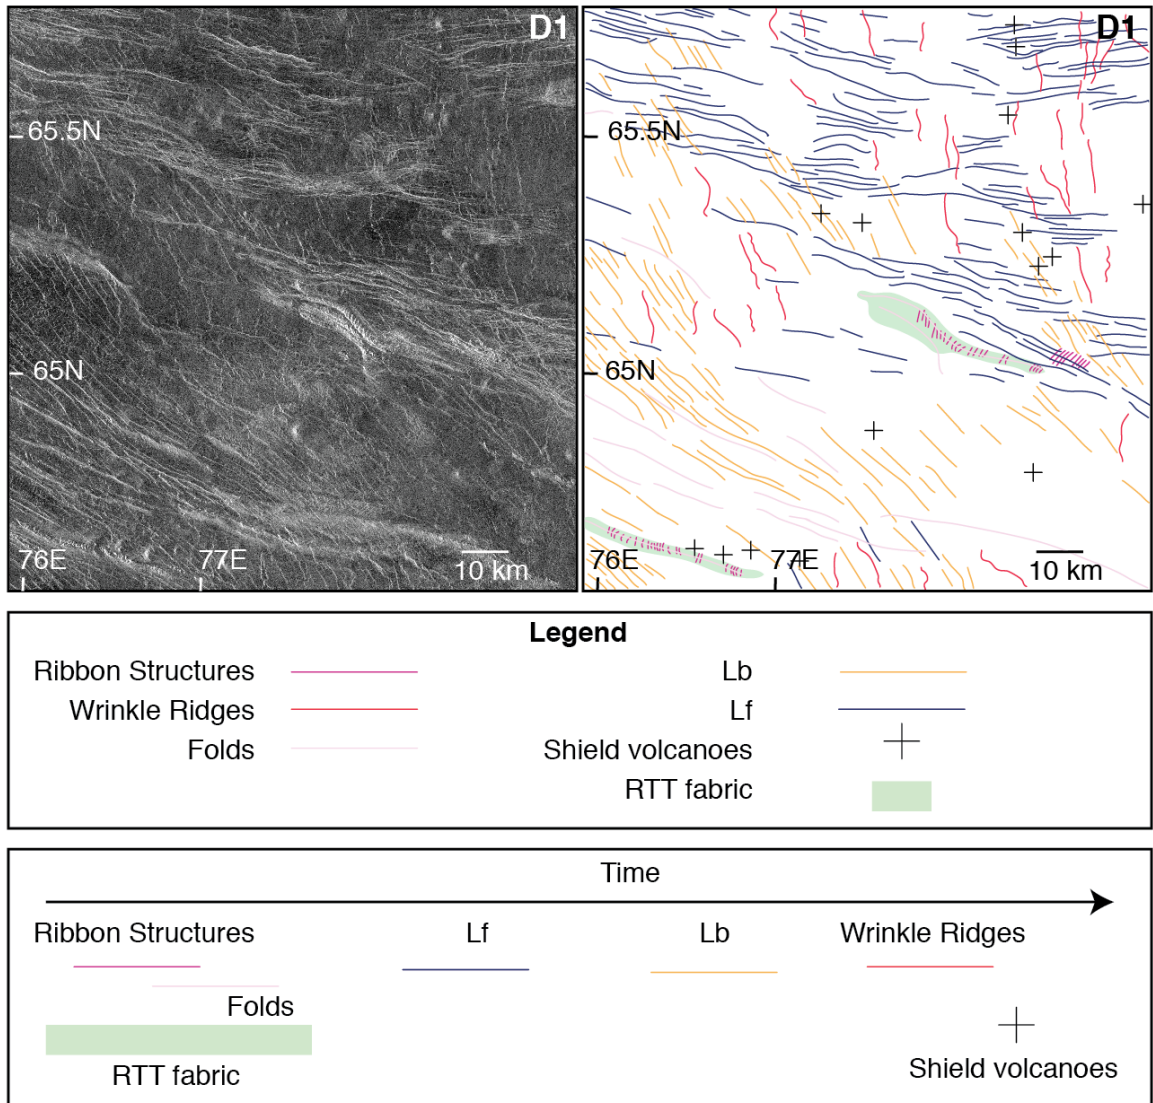 D1
65.5N
65N
76E
77E
10 km
D1
65.5N
65N
76E
77E
10 km
Legend
Ribbon Structures
Wrinkle Ridges
Folds
Lb
Lf
Shield volcanoes
RTT fabric
Time
Ribbon Structures
Lf
Lb
Wrinkle Ridges
Folds
RTT fabric
Shield volcanoes